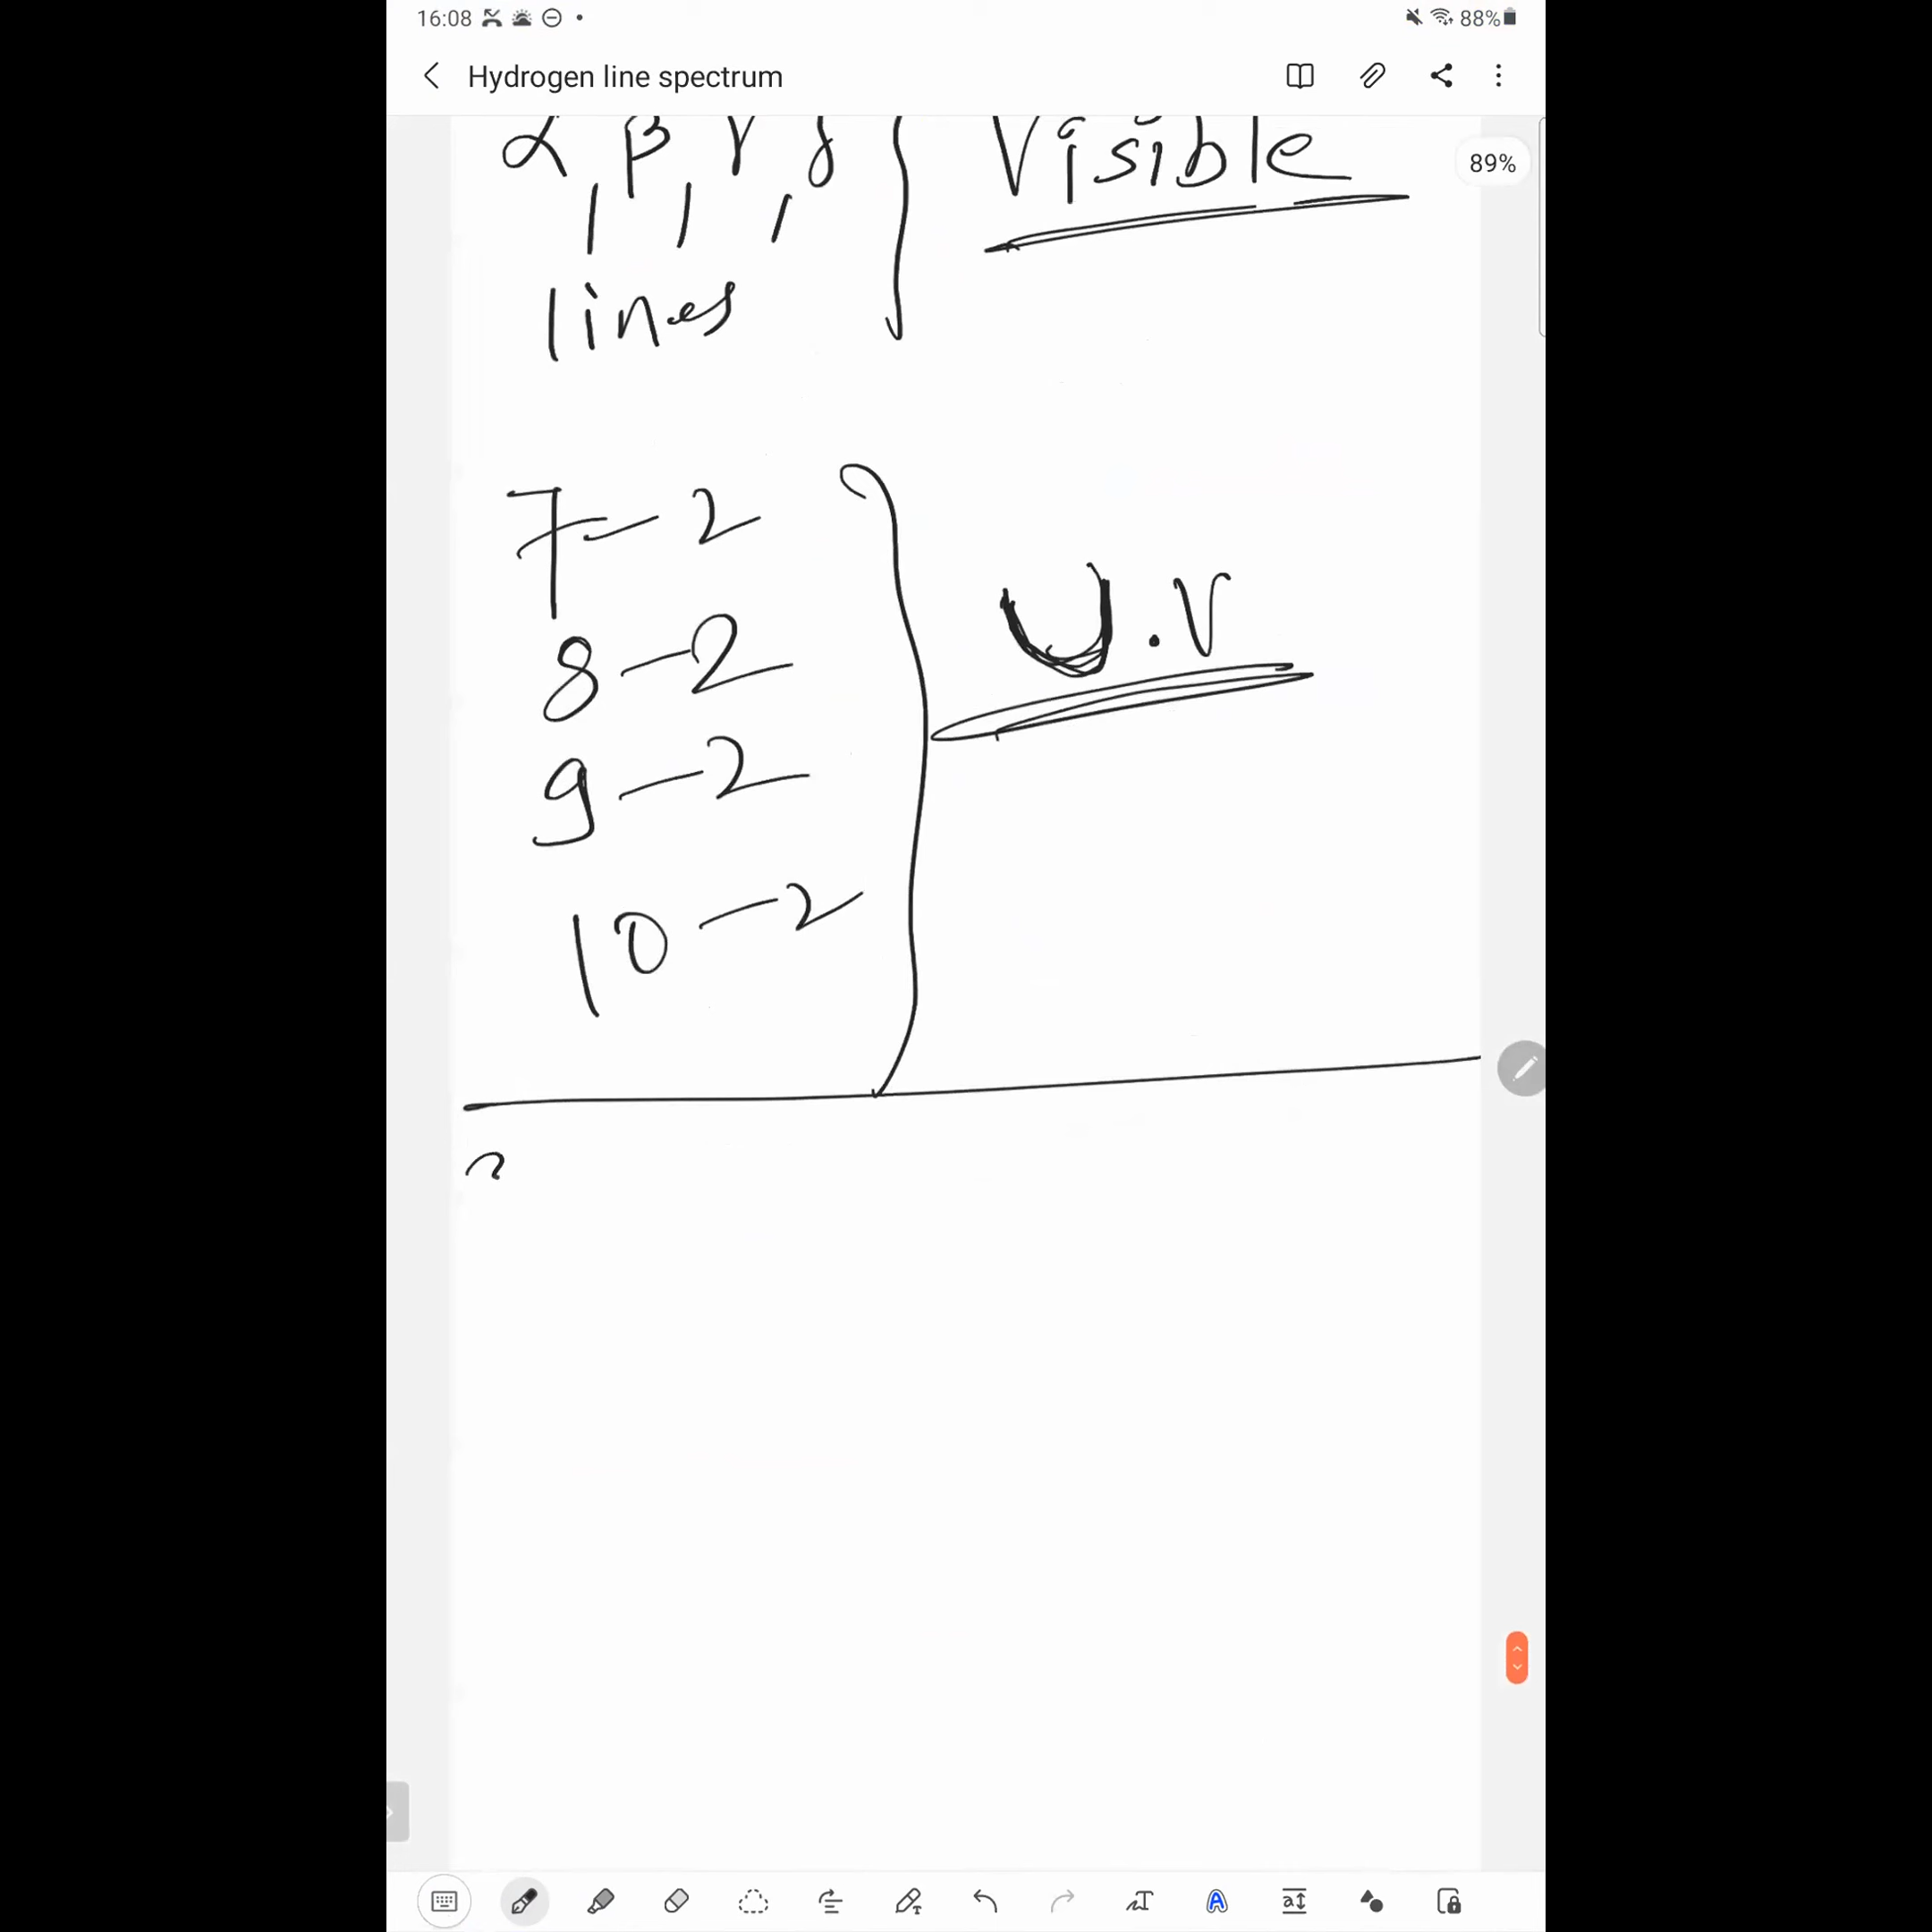 16:08 88%
Hydrogen line spectrum
α, β, γ, δ Visible
89%
lines
7-2
8-2 U.V
9-2
10-2